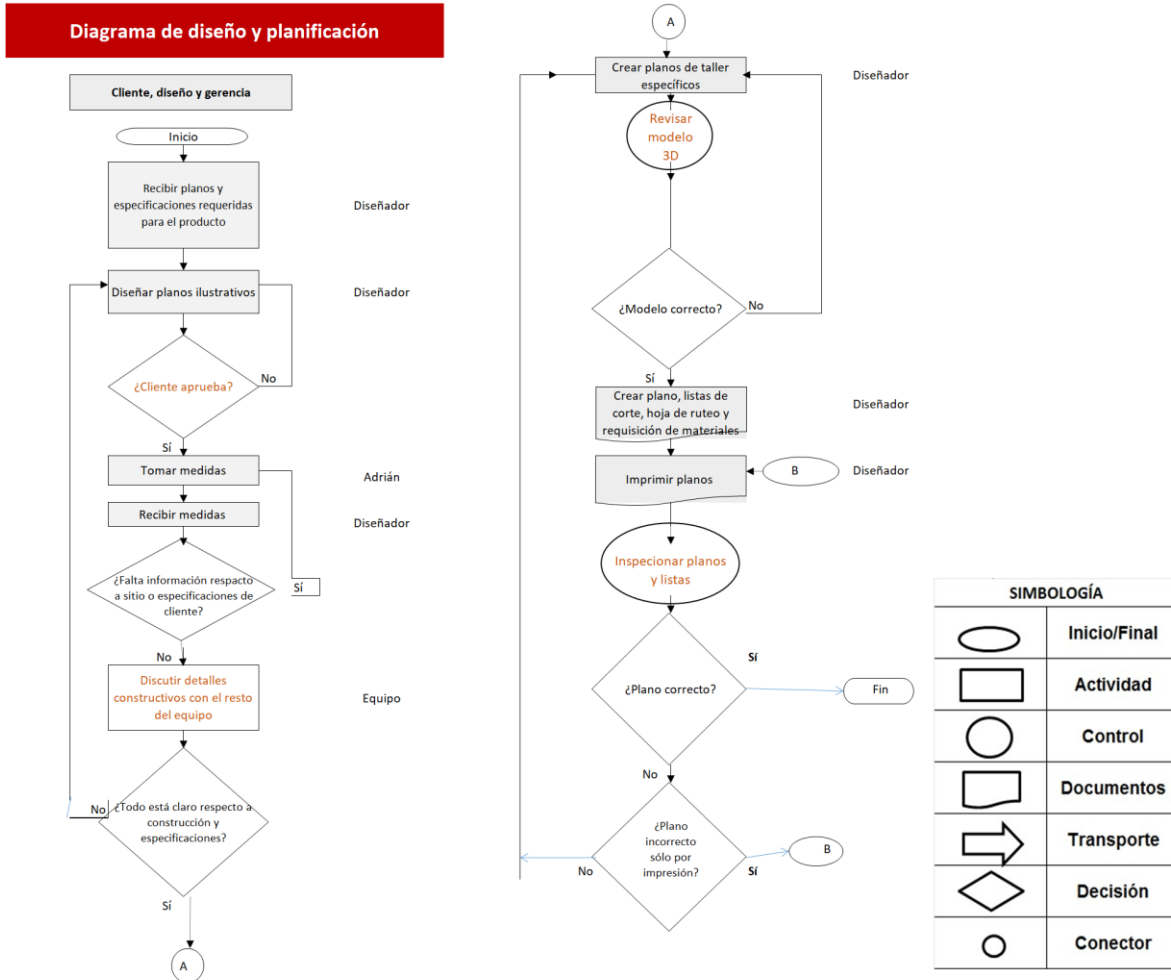 Diagrama de diseño y planificación
Cliente, diseño y gerencia
Inicio
Recibir planos y
especificaciones requeridas
para el producto
Diseñador
Diseñar planos ilustrativos
Diseñador
¿Cliente aprueba?
No
Sí
Tomar medidas
Adrián
Recibir medidas
Diseñador
¿Falta información respacto
a sitio o especificaciones de
cliente?
Sí
No
Discutir detalles
constructivos con el resto
del equipo
Equipo
¿Todo está claro respecto a
construcción y
especificaciones?
No
Sí
A
A
Crear planos de taller
específicos
Diseñador
Revisar
modelo
3D
¿Modelo correcto?
No
Sí
Crear plano, listas de
corte, hoja de ruteo y
requisición de materiales
Diseñador
Imprimir planos
B
Diseñador
Inspecionar planos
y listas
¿Plano correcto?
Sí
Fin
No
¿Plano
incorrecto
sólo por
impresión?
No
Sí
B
SIMBOLOGÍA
Inicio/Final
Actividad
Control
Documentos
Transporte
Decisión
Conector